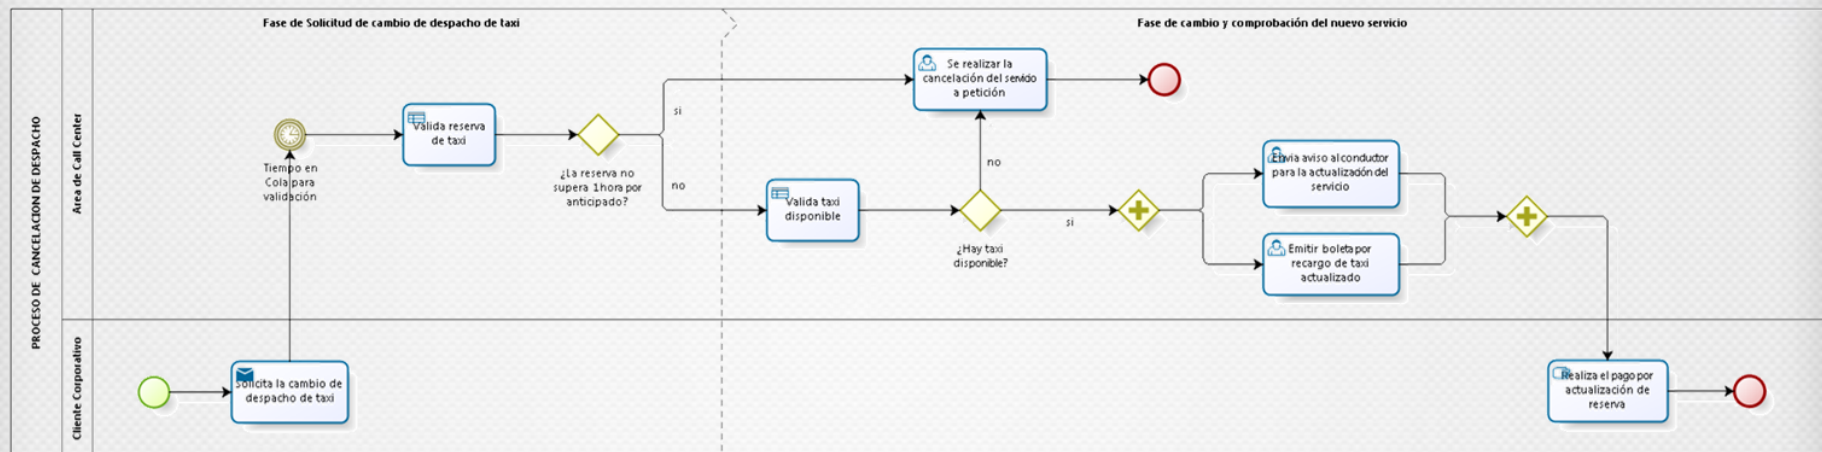 Fase de Solicitud de cambio de despacho de taxi
Fase de cambio y comprobación del nuevo servicio
PROCESO DE CANCELACION DE DESPACHO
Area de Call Center
Tiempo en
Cola para
validación
Valida reserva
de taxi
¿La reserva no
supera 1hora por
anticipado?
si
no
Se realizar la
cancelación del servicio
a petición
Valida taxi
disponible
no
¿Hay taxi
disponible?
si
Envia aviso al conductor
para la actualización del
servicio
Emitir boleta por
recargo de taxi
actualizado
Cliente Corporativo
Solicita la cambio de
despacho de taxi
Realiza el pago por
actualización de
reserva